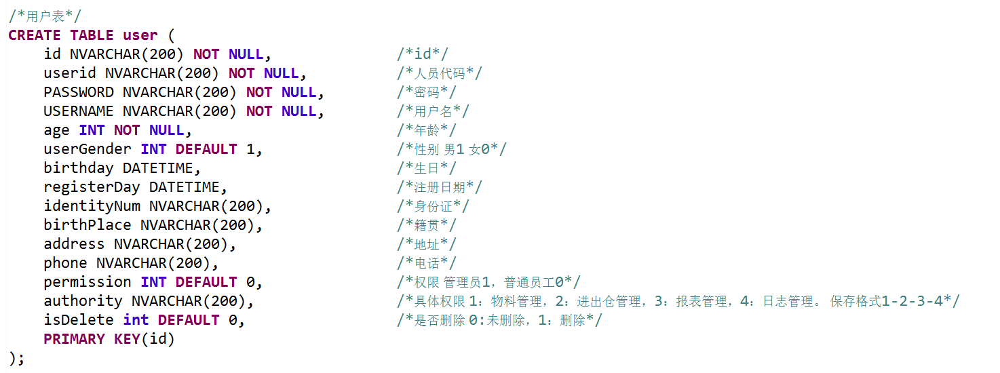 /*用户表*/
CREATE TABLE user (
    id NVARCHAR(200) NOT NULL,              /*id*/
    userid NVARCHAR(200) NOT NULL,          /*人员代码*/
    PASSWORD NVARCHAR(200) NOT NULL,        /*密码*/
    USERNAME NVARCHAR(200) NOT NULL,        /*用户名*/
    age INT NOT NULL,                       /*年龄*/
    userGender INT DEFAULT 1,               /*性别 男1 女0*/
    birthday DATETIME,                      /*生日*/
    registerDay DATETIME,                   /*注册日期*/
    identityNum NVARCHAR(200),              /*身份证*/
    birthPlace NVARCHAR(200),               /*籍贯*/
    address NVARCHAR(200),                  /*地址*/
    phone NVARCHAR(200),                    /*电话*/
    permission INT DEFAULT 0,               /*权限 管理员1，普通员工0*/
    authority NVARCHAR(200),                /*具体权限 1：物料管理，2：进出仓管理，3：报表管理，4：日志管理。 保存格式1-2-3-4*/
    isDelete int DEFAULT 0,                 /*是否删除 0:未删除，1：删除*/
    PRIMARY KEY(id)
);